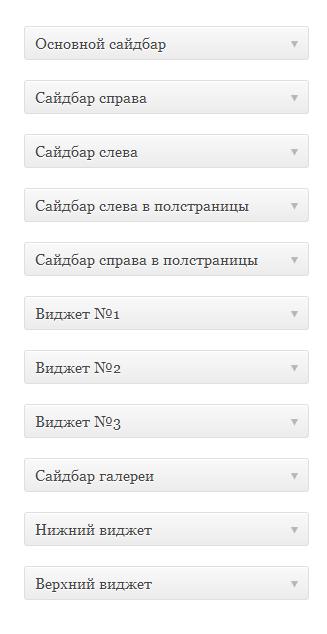 Основной сайдбар
Сайдбар справа
Сайдбар слева
Сайдбар слева в полстраницы
Сайдбар справа в полстраницы
Виджет №1
Виджет №2
Виджет №3
Сайдбар галереи
Нижний виджет
Верхний виджет